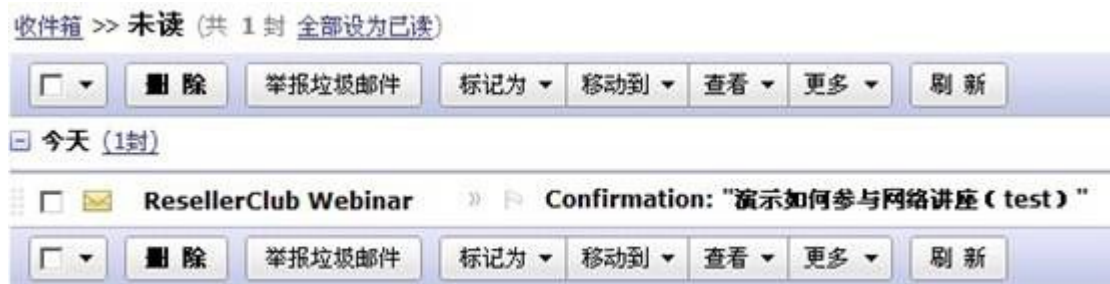 收件箱 >> 未读 (共 1 封 全部设为已读)
删 除 举报垃圾邮件 标记为 移动到 查看 更多 刷 新
今天 (1封)
ResellerClub Webinar » Confirmation: "演示如何参与网络讲座(test)"
删 除 举报垃圾邮件 标记为 移动到 查看 更多 刷 新